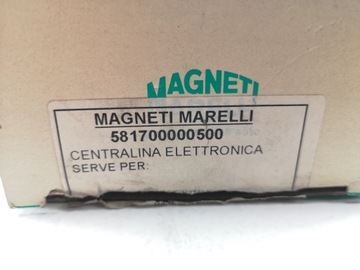 MAGNETI
MAGNETI MARELLI
581700000500
CENTRALINA ELETTRONICA
SERVE PER: